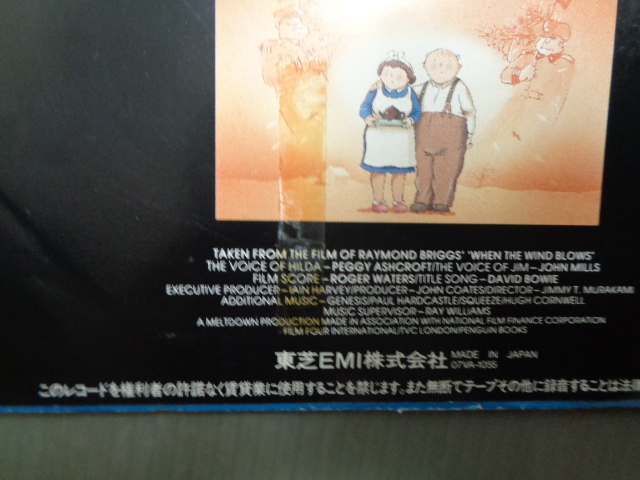 TAKEN FROM THE FILM OF RAYMOND BRIGGS' 'WHEN THE WIND BLOWS'
THE VOICE OF HILDA – PEGGY ASHCROFT/THE VOICE OF JIM – JOHN MILLS
FILM SCORE – ROGER WATERS/TITLE SONG – DAVID BOWIE
EXECUTIVE PRODUCER – IAIN HARVEY/PRODUCER – JOHN COATES/DIRECTOR – JIMMY T. MURAKAMI
ADDITIONAL MUSIC – GENESIS/PAUL HARDCASTLE/SQUEEZE/HUGH CORNWELL
MUSIC SUPERVISOR – RAY WILLIAMS
A MELTDOWN PRODUCTION MADE IN ASSOCIATION WITH NATIONAL FILM FINANCE CORPORATION
FILM FOUR INTERNATIONAL/TVC LONDON/PENGUIN BOOKS
東芝EMI株式会社 MADE IN JAPAN
07VA-1055
このレコードを権利者の許諾なく賃貸業に使用することを禁じます。また無断でテープその他に録音することは法律